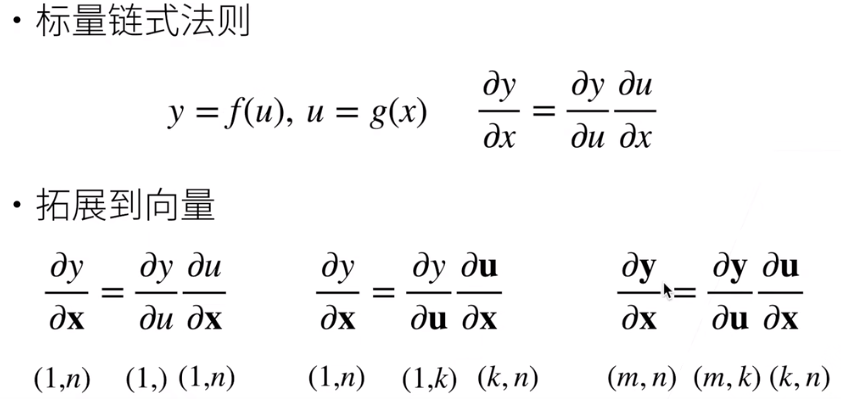 • 标量链式法则
y = f(u), u = g(x) ∂y/∂x = ∂y/∂u ∂u/∂x
• 拓展到向量
∂y/∂𝐱 = ∂y/∂u ∂u/∂𝐱 ∂y/∂𝐱 = ∂y/∂𝐮 ∂𝐮/∂𝐱 ∂𝐲/∂𝐱 = ∂𝐲/∂𝐮 ∂𝐮/∂𝐱
(1,n) (1,) (1,n) (1,n) (1,k) (k, n) (m, n) (m, k) (k, n)